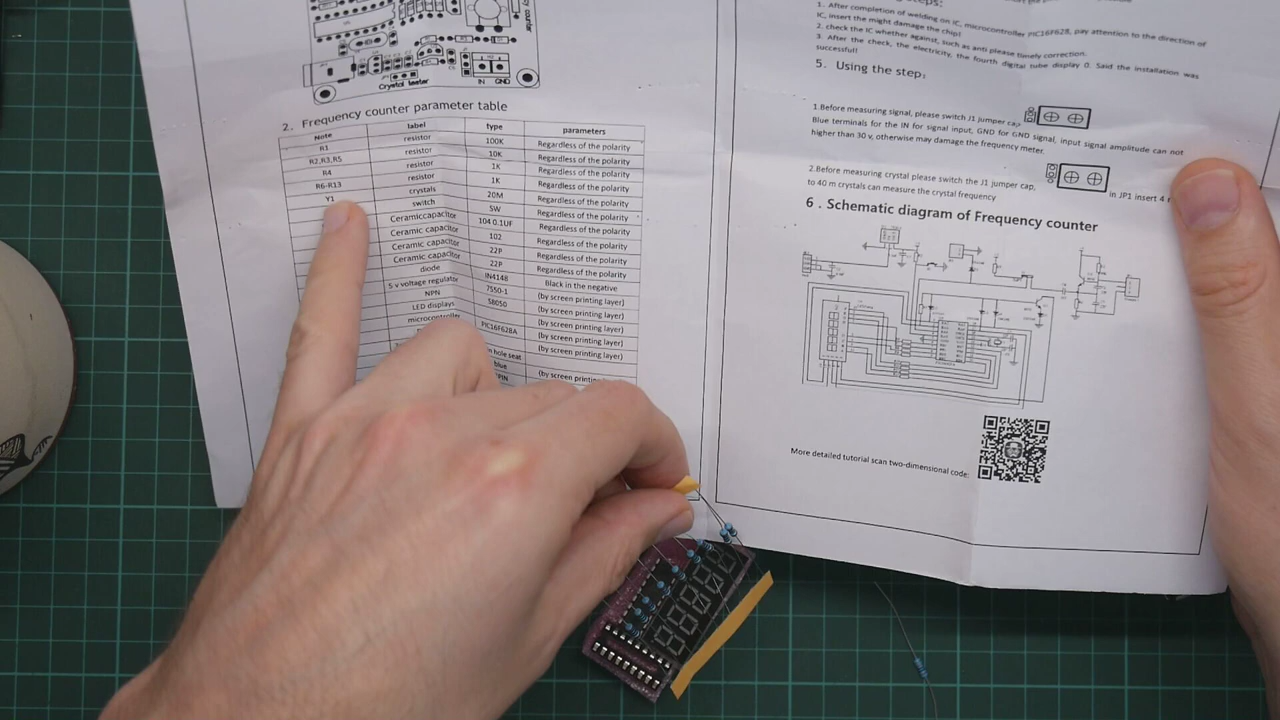 Crystal tester
IN GND
2. Frequency counter parameter table
Note label type parameters
R1 resistor 100K Regardless of the polarity
R2,R3,R5 resistor 10K Regardless of the polarity
R4 resistor 1K Regardless of the polarity
R6-R13 resistor 1K Regardless of the polarity
Y1 crystals 20M Regardless of the polarity
switch 5W Regardless of the polarity
Ceramiccapacitor 104 0.1UF Regardless of the polarity
Ceramic capacitor 102 Regardless of the polarity
Ceramic capacitor 22P Regardless of the polarity
Ceramic capacitor 22P Regardless of the polarity
diode IN4148 Black in the negative
5 v voltage regulator 7550-1 (by screen printing layer)
NPN S8050 (by screen printing layer)
LED displays (by screen printing layer)
microcontroller PIC16F628A (by screen printing layer)
(by screen printing layer)
hole seat
blue (by screen printing
PIN
1. After completion of welding on IC, microcontroller PIC16F628, pay attention to the direction of
IC, insert the might damage the chip!
2. check the IC whether against, such as anti please timely correction.
3. After the check, the electricity, the fourth digital tube display 0. Said the installation was
successful!
5. Using the step:
1.Before measuring signal, please switch J1 jumper cap,
Blue terminals for the IN for signal input, GND for GND signal, input signal amplitude can not
higher than 30 v, otherwise may damage the frequency meter.
2.Before measuring crystal please switch the J1 jumper cap, in JP1 insert 4
to 40 m crystals can measure the crystal frequency
6 . Schematic diagram of Frequency counter
More detailed tutorial scan two-dimensional code: